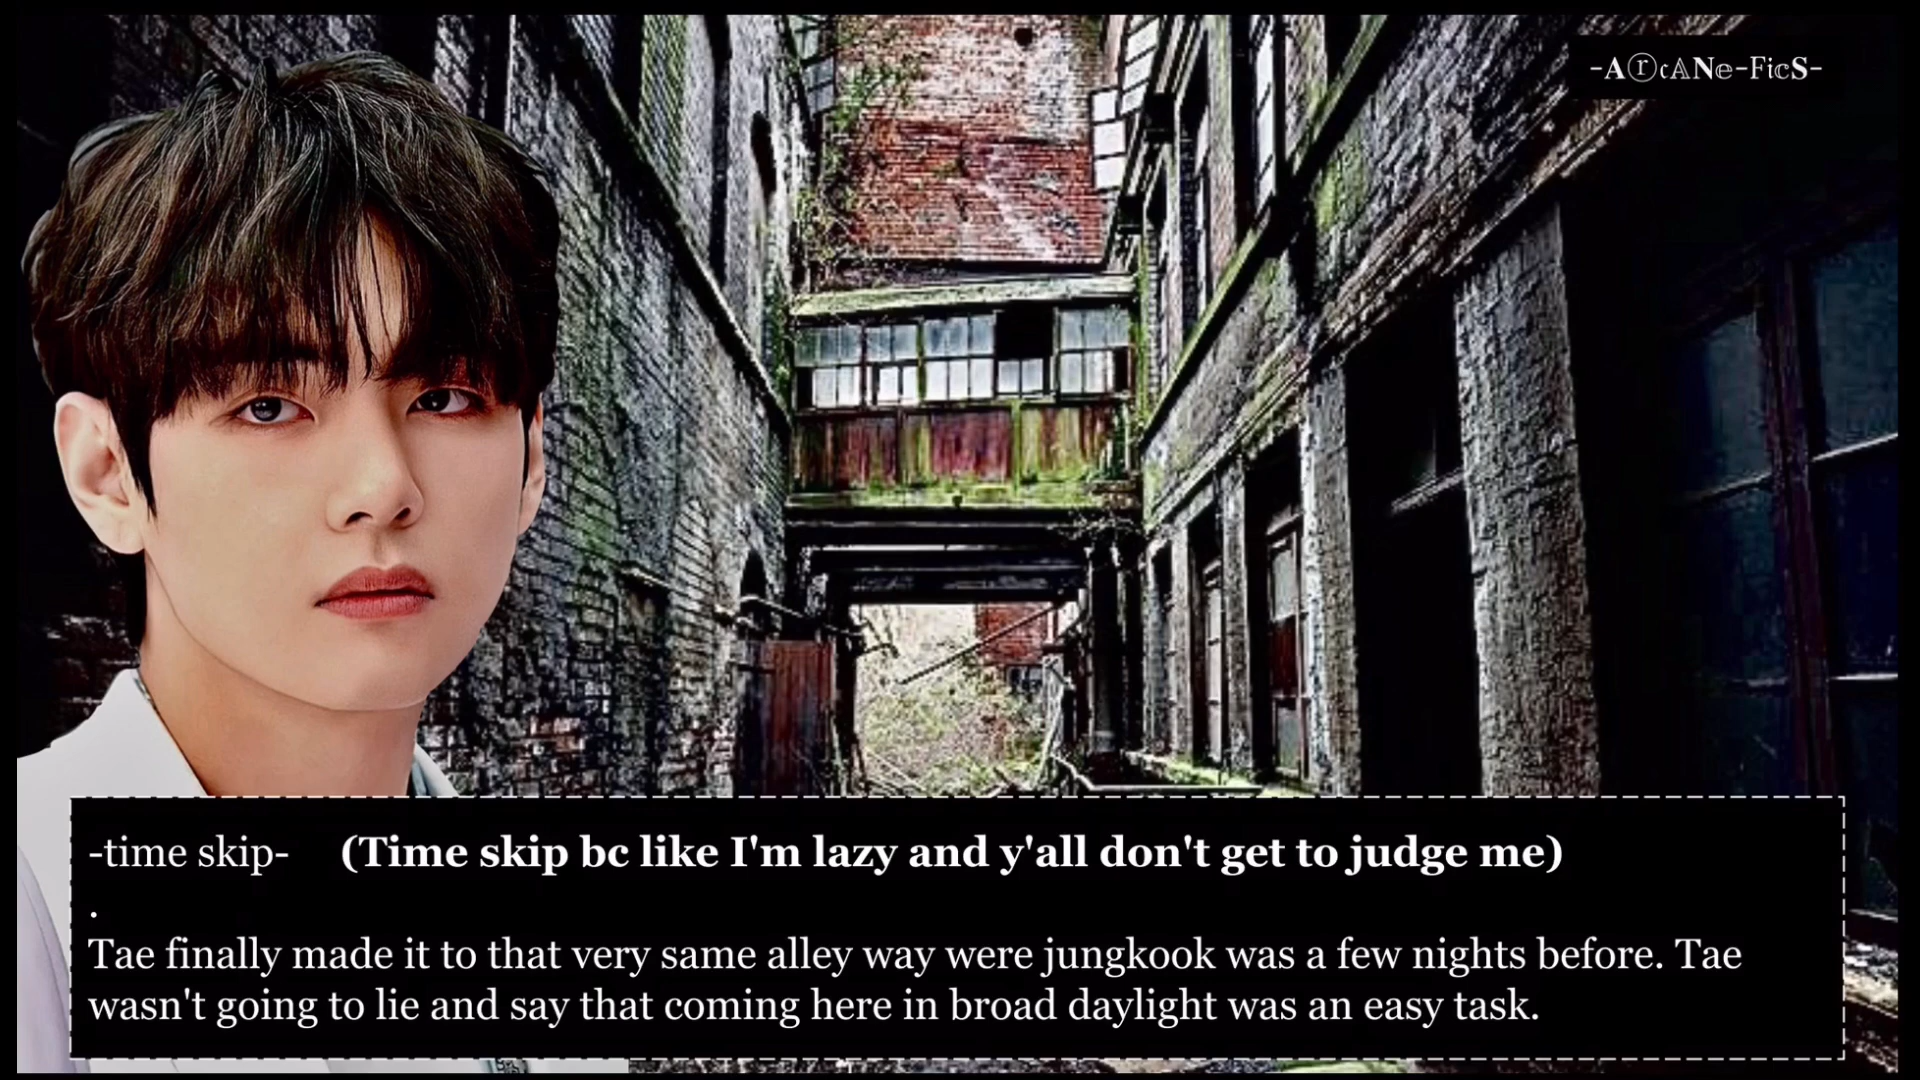 -AⓡcANe-FicS-
-time skip- (Time skip bc like I'm lazy and y'all don't get to judge me)
.
Tae finally made it to that very same alley way were jungkook was a few nights before. Tae
wasn't going to lie and say that coming here in broad daylight was an easy task.